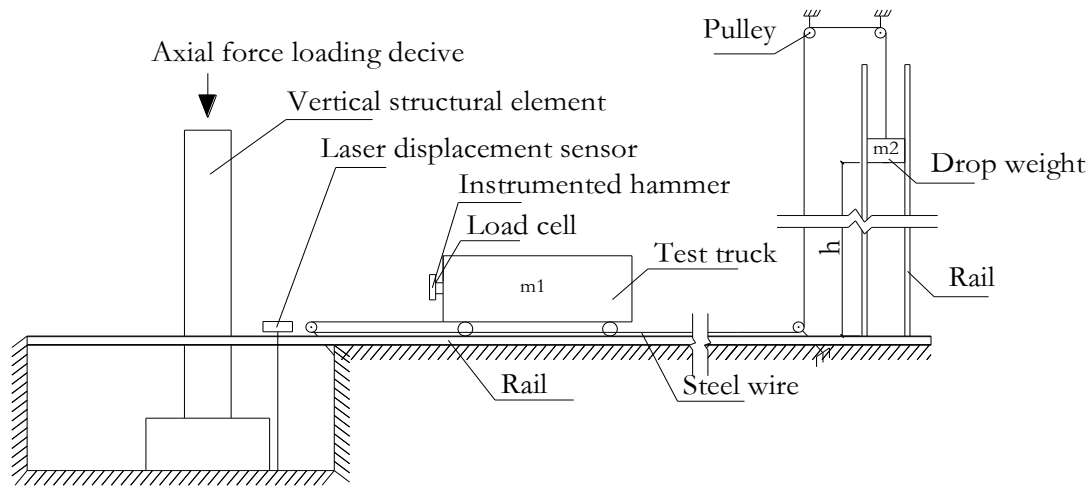 Pulley
Axial force loading decive
Vertical structural element
Laser displacement sensor
m2
Drop weight
Instrumented hammer
Load cell
h
Test truck
Rail
m1
Rail
Steel wire